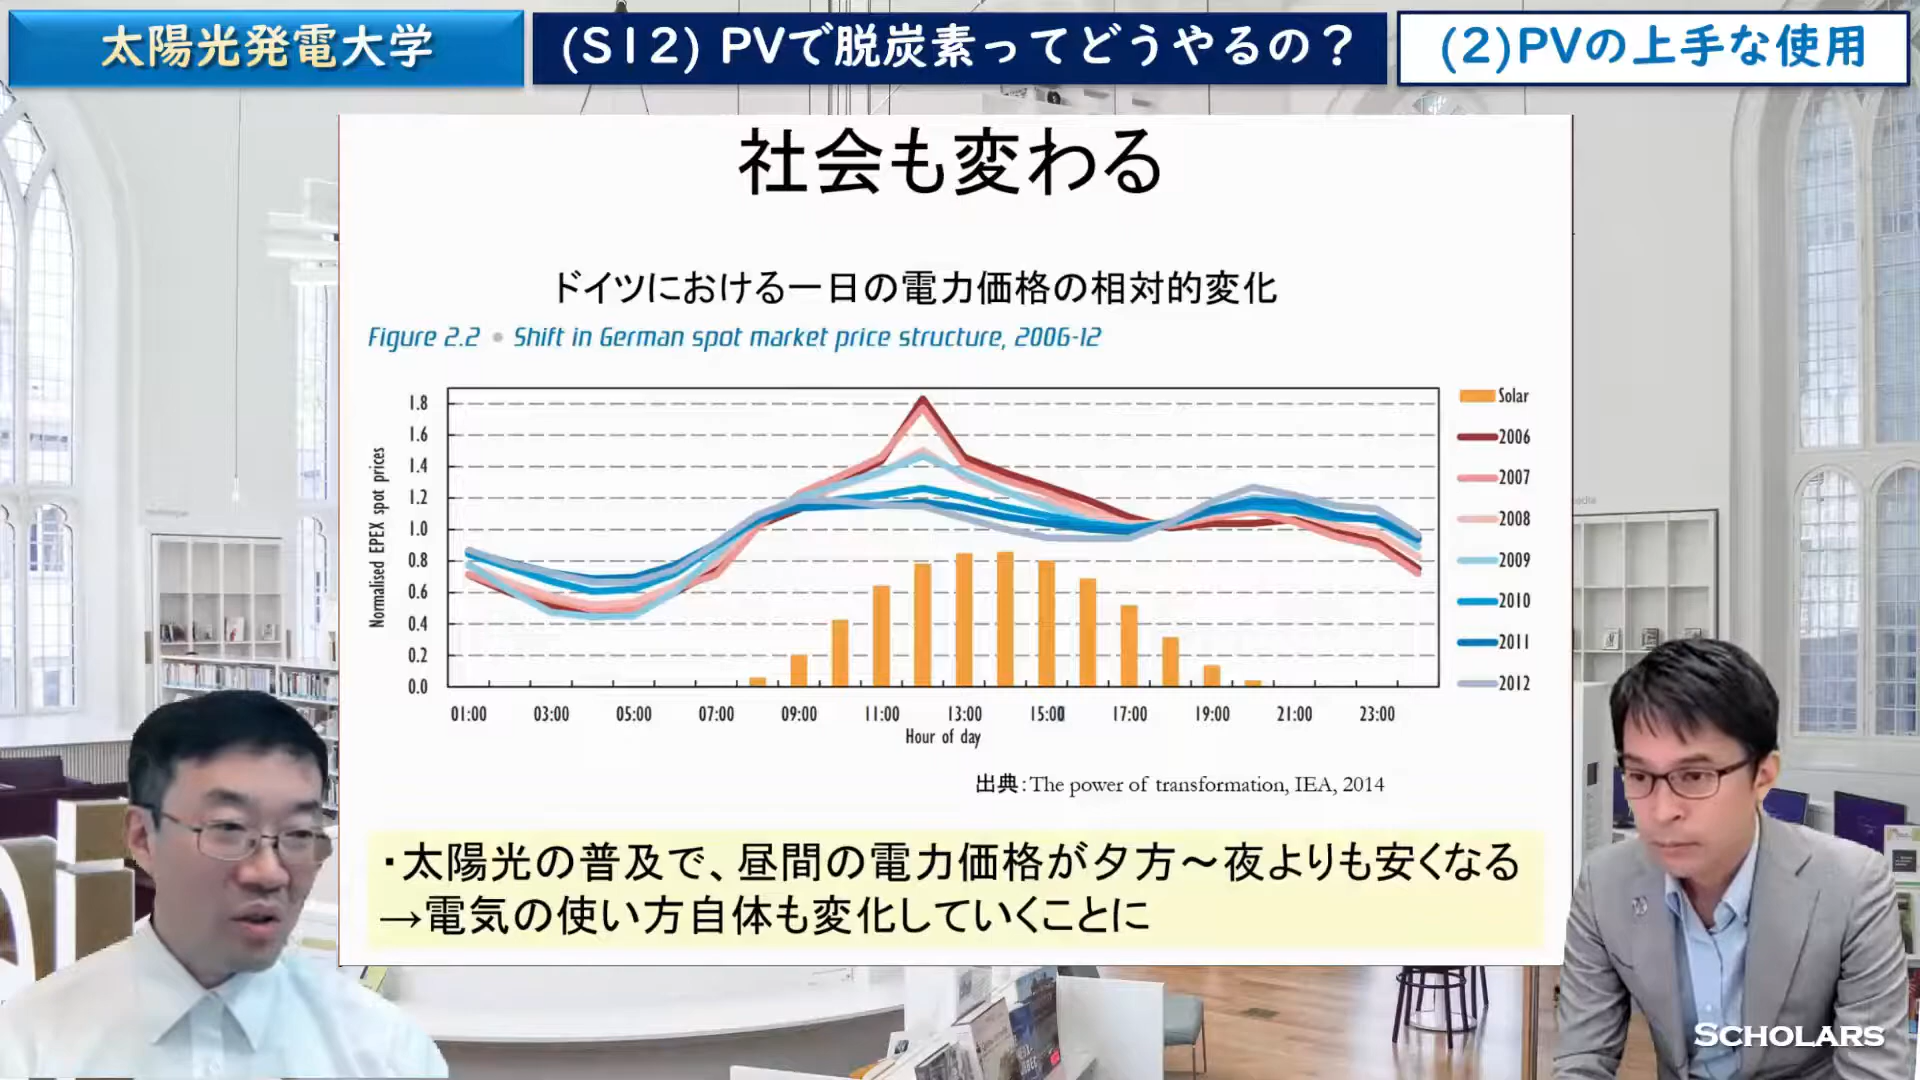 太陽光発電大学
(S12) PVで脱炭素ってどうやるの？
(2)PVの上手な使用
社会も変わる
ドイツにおける一日の電力価格の相対的変化
Figure 2.2 • Shift in German spot market price structure, 2006-12
Normalised EPEX spot prices
1.8
1.6
1.4
1.2
1.0
0.8
0.6
0.4
0.2
0.0
01:00 03:00 05:00 07:00 09:00 11:00 13:00 15:00 17:00 19:00 21:00 23:00
Hour of day
Solar
2006
2007
2008
2009
2010
2011
2012
出典：The power of transformation, IEA, 2014
・太陽光の普及で、昼間の電力価格が夕方～夜よりも安くなる
→電気の使い方自体も変化していくことに
SCHOLARS